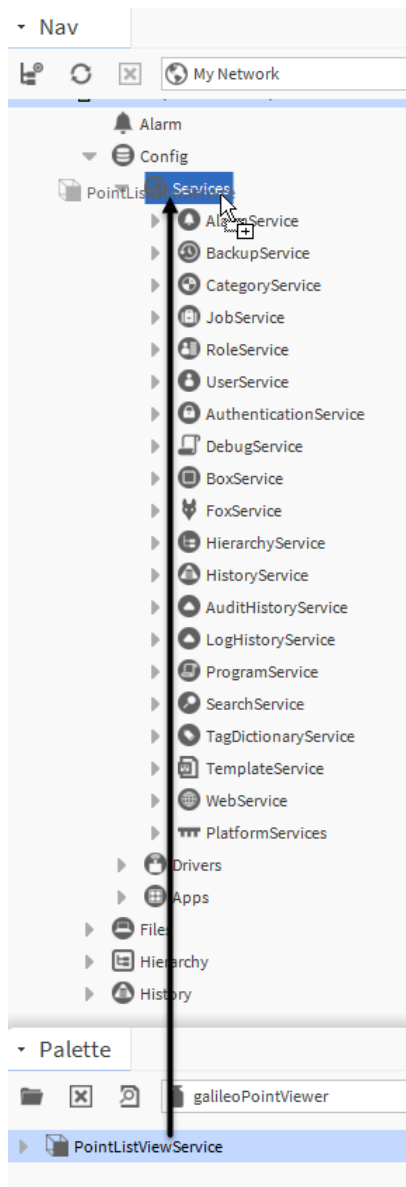 Nav
My Network
Alarm
Config
PointLis Services
AlarmService
BackupService
CategoryService
JobService
RoleService
UserService
AuthenticationService
DebugService
BoxService
FoxService
HierarchyService
HistoryService
AuditHistoryService
LogHistoryService
ProgramService
SearchService
TagDictionaryService
TemplateService
WebService
PlatformServices
Drivers
Apps
Files
Hierarchy
History
Palette
galileoPointViewer
PointListViewService